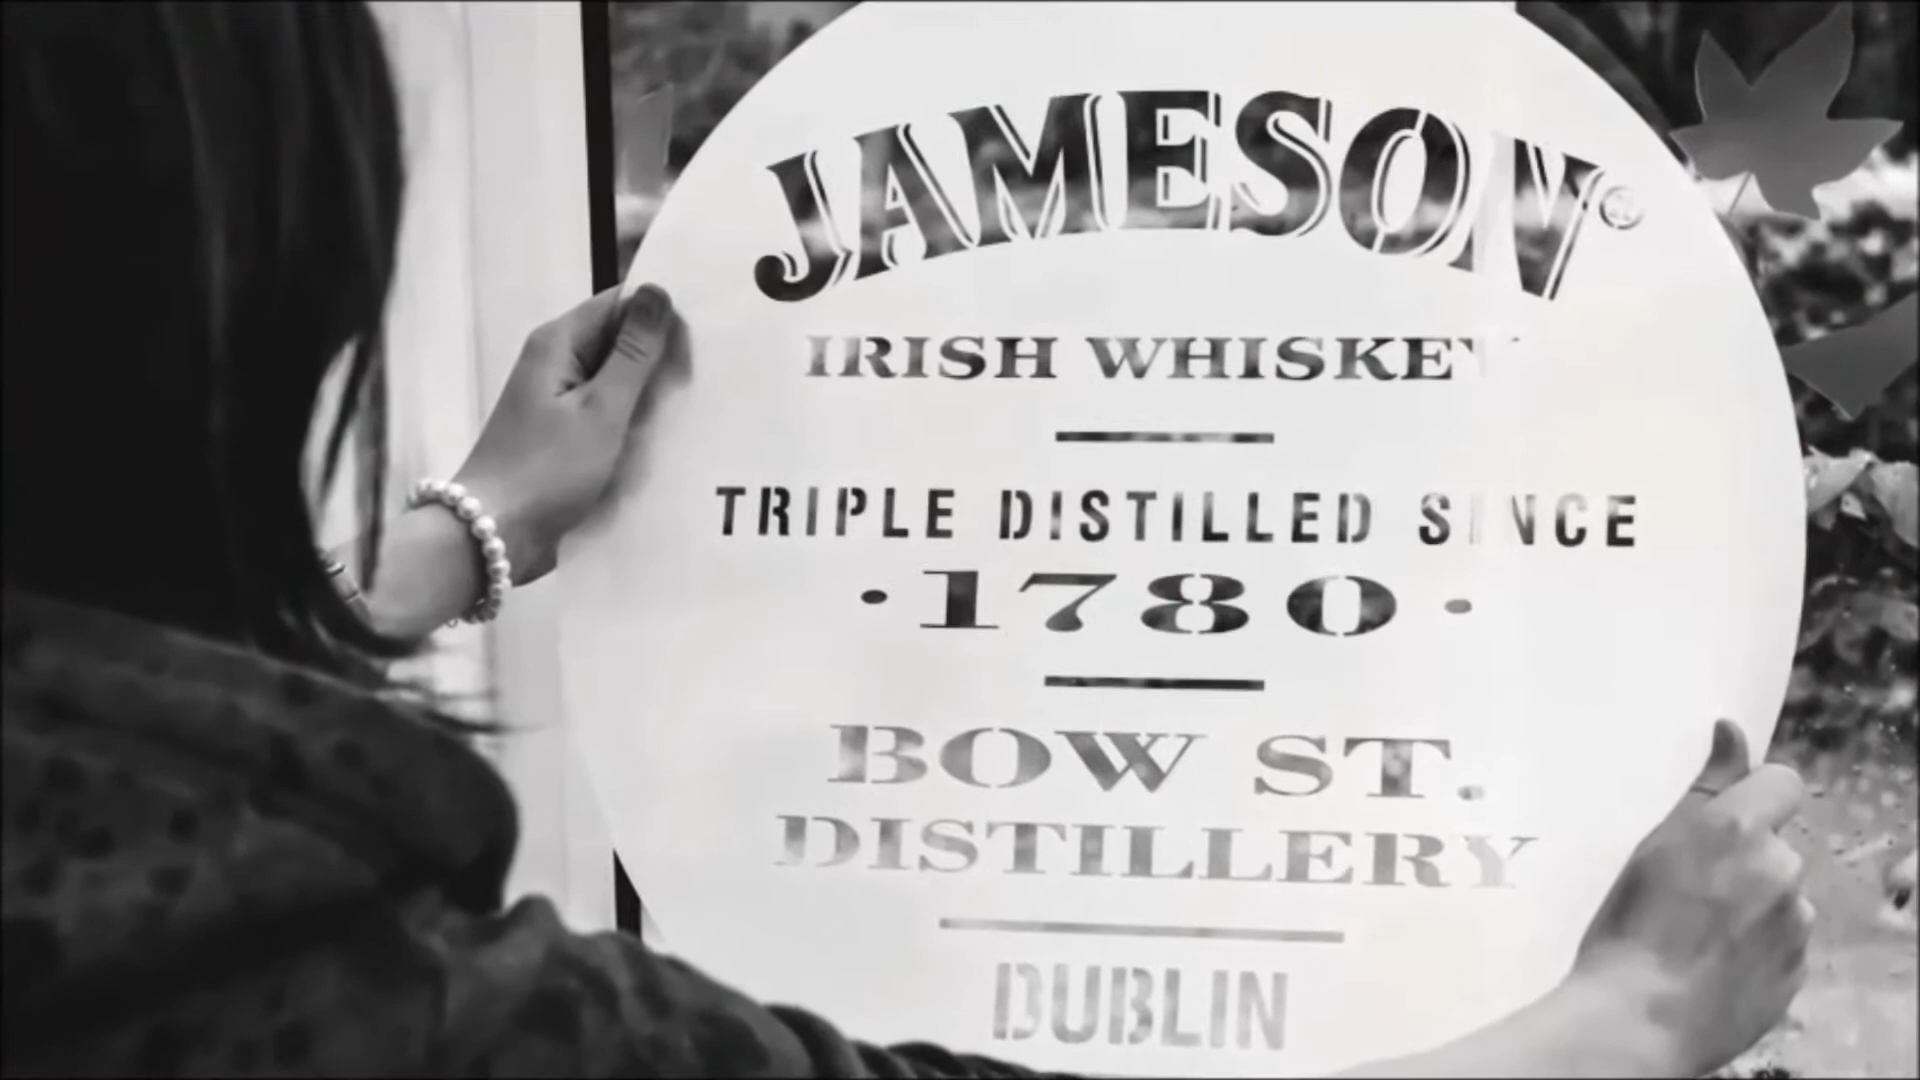 JAMESON®
IRISH WHISKEY
TRIPLE DISTILLED SINCE
·1780·
BOW ST.
DISTILLERY
DUBLIN